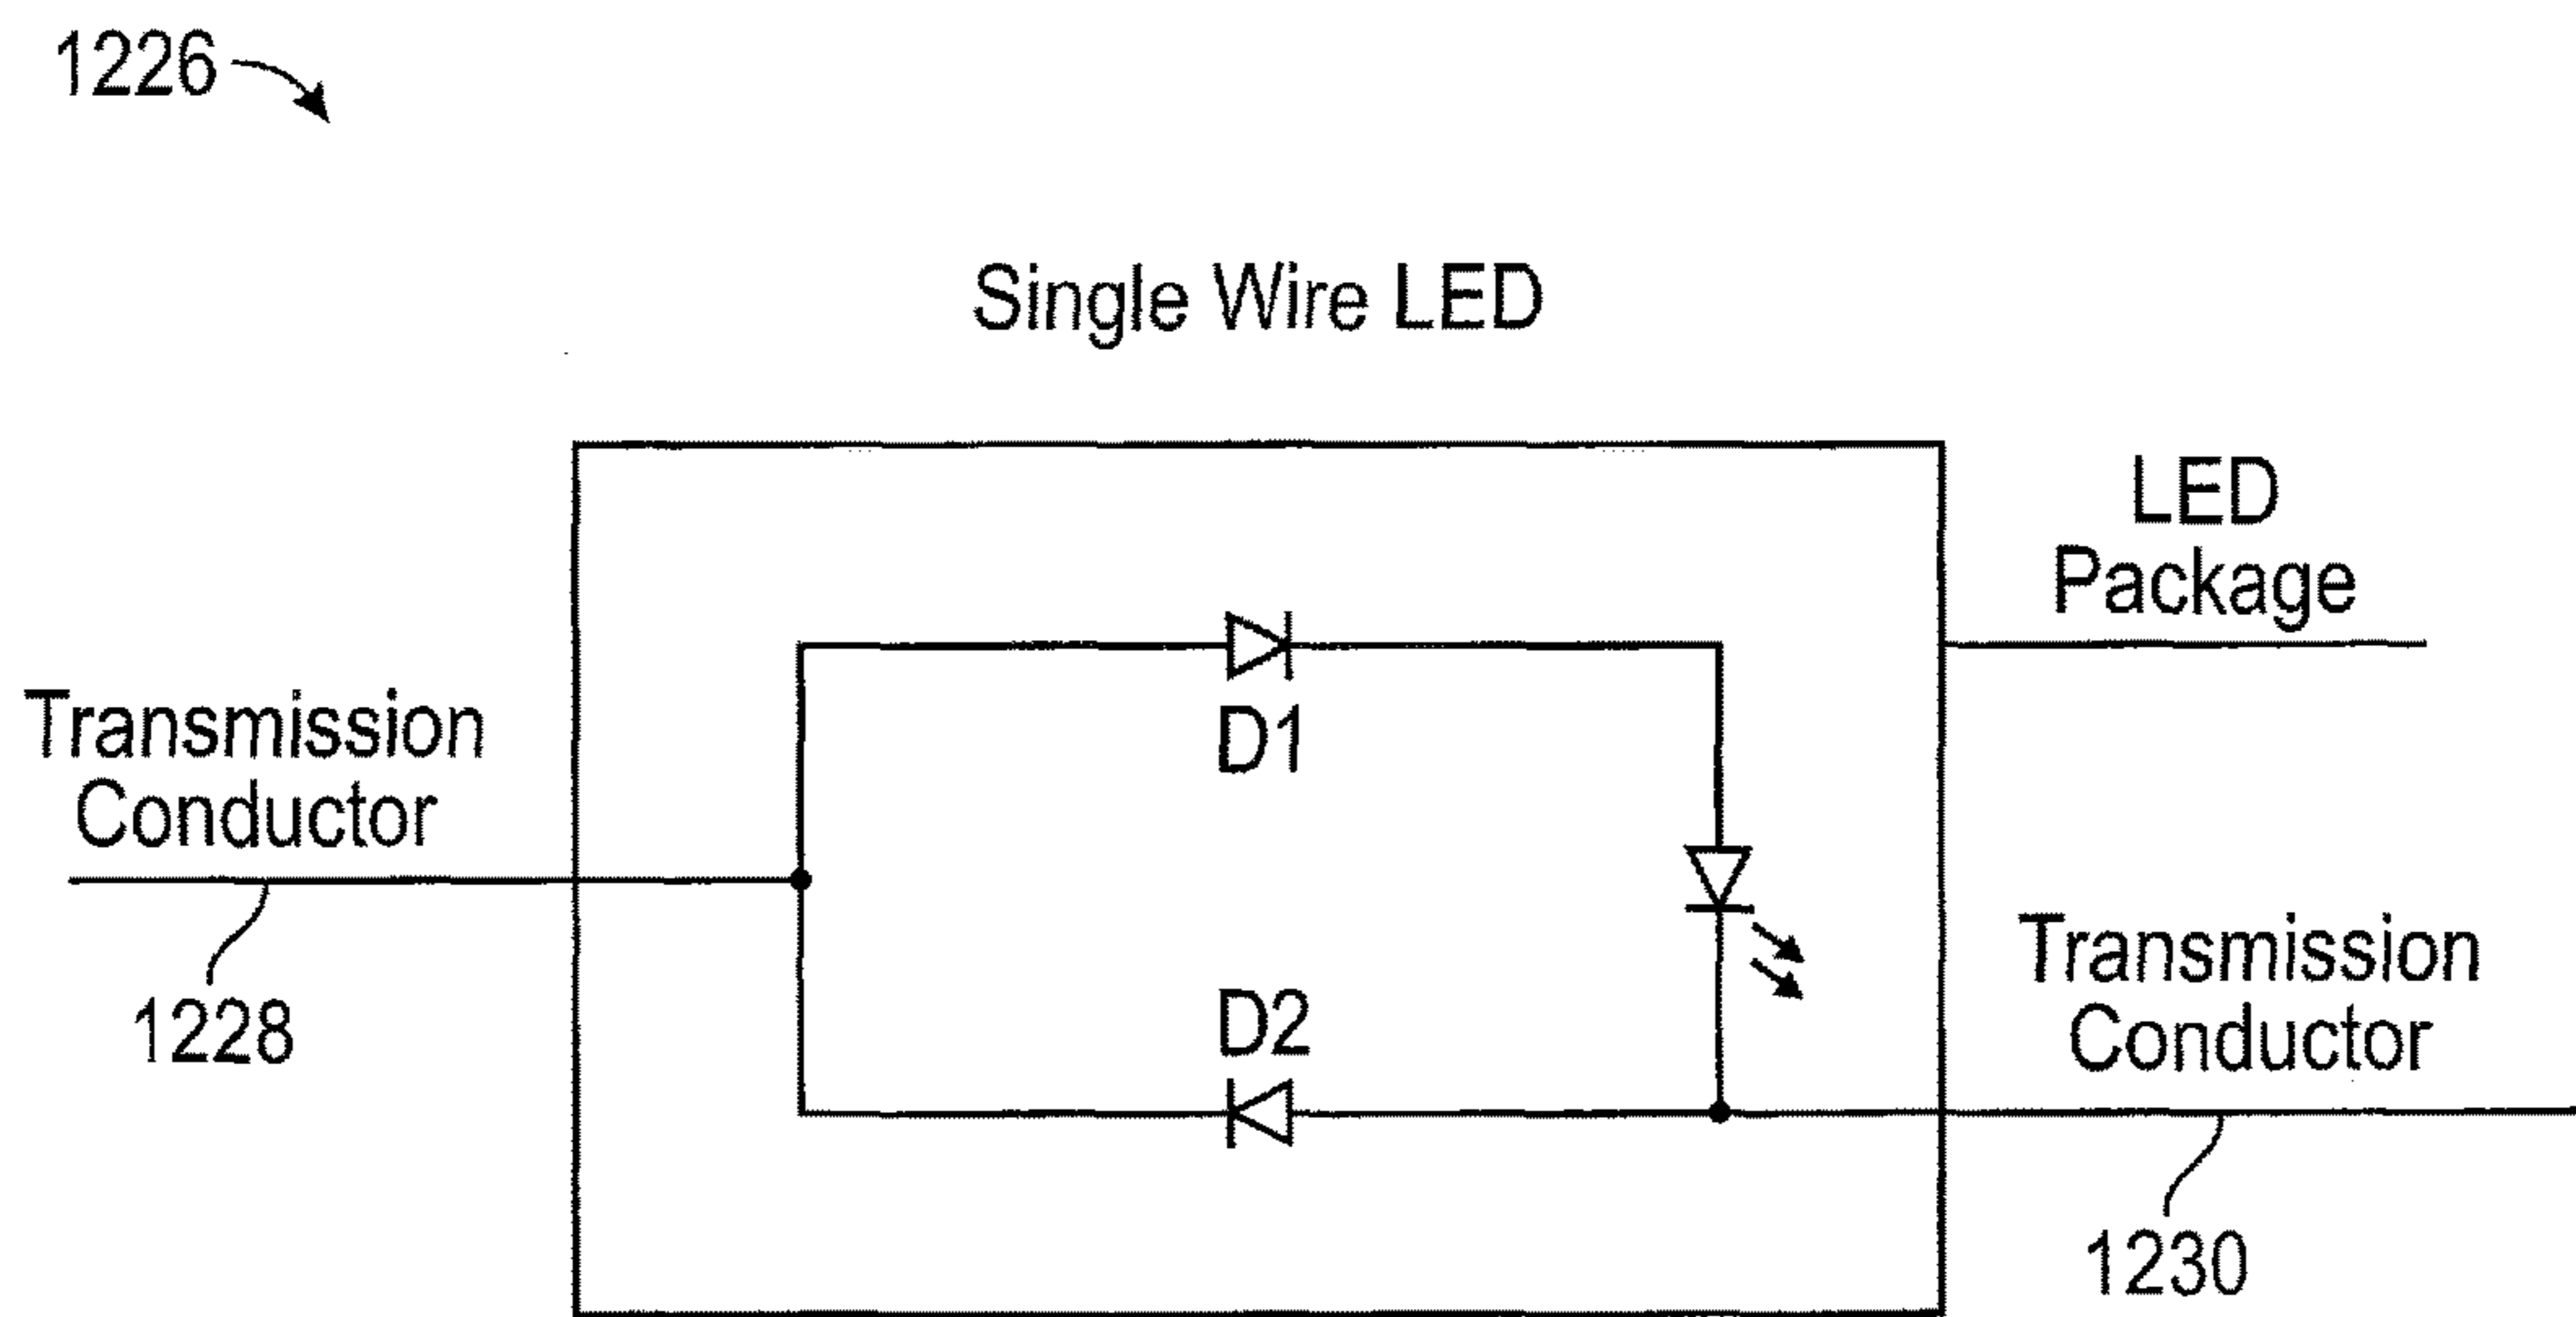 1226
Single Wire LED
LED
Package
Transmission
Conductor
D1
1228
D2
Transmission
Conductor
1230